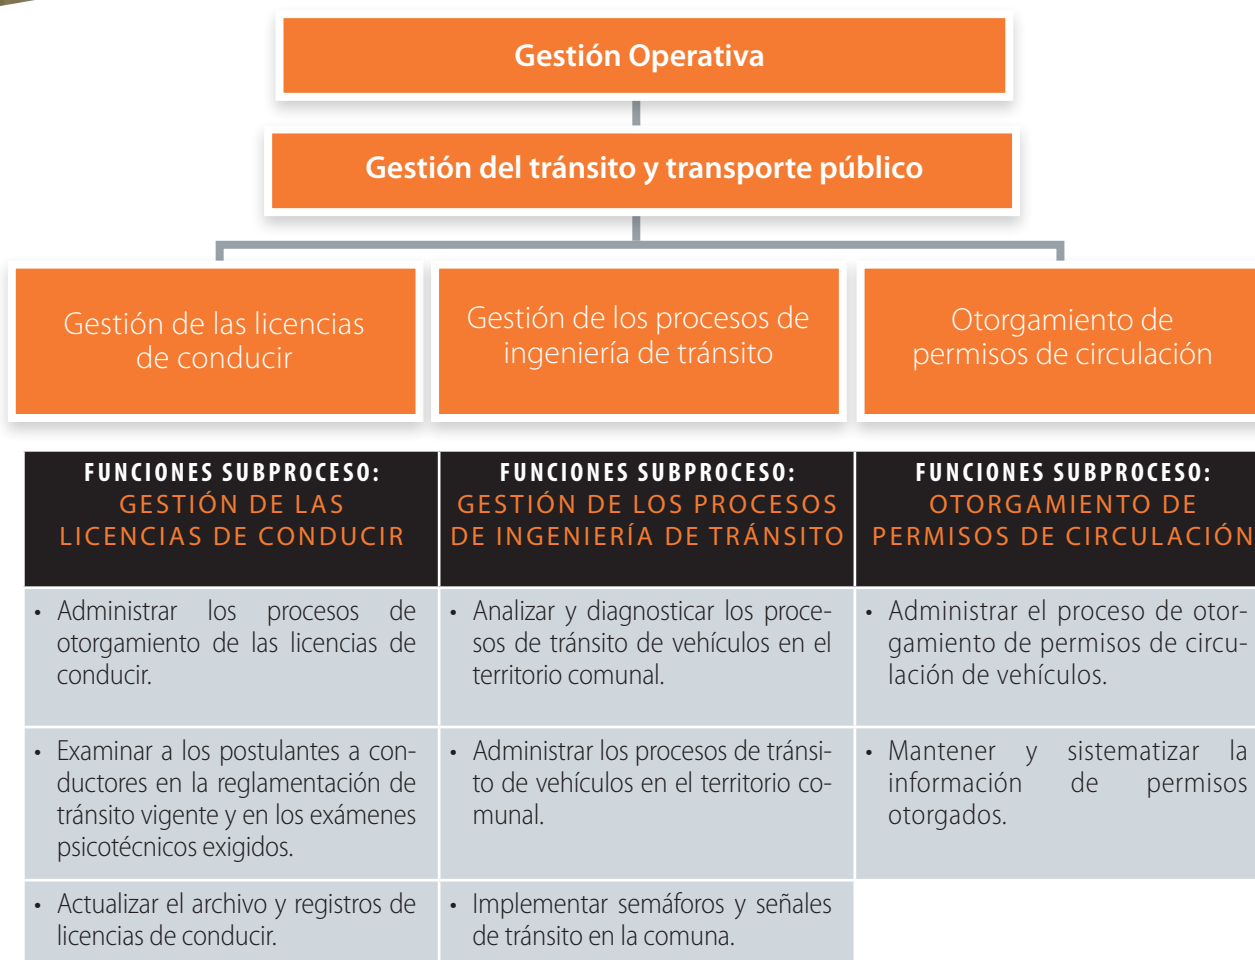 Gestión Operativa
Gestión del tránsito y transporte público
Gestión de las licencias
de conducir
Gestión de los procesos de
ingeniería de tránsito
Otorgamiento de
permisos de circulación
FUNCIONES SUBPROCESO:
GESTIÓN DE LAS
LICENCIAS DE CONDUCIR
FUNCIONES SUBPROCESO:
GESTIÓN DE LOS PROCESOS
DE INGENIERÍA DE TRÁNSITO
FUNCIONES SUBPROCESO:
OTORGAMIENTO DE
PERMISOS DE CIRCULACIÓN
• Administrar los procesos de
otorgamiento de las licencias de
conducir.
• Analizar y diagnosticar los proce-
sos de tránsito de vehículos en el
territorio comunal.
• Administrar el proceso de otor-
gamiento de permisos de circu-
lación de vehículos.
• Examinar a los postulantes a con-
ductores en la reglamentación de
tránsito vigente y en los exámenes
psicotécnicos exigidos.
• Administrar los procesos de tránsi-
to de vehículos en el territorio co-
munal.
• Mantener y sistematizar la
información de permisos
otorgados.
• Actualizar el archivo y registros de
licencias de conducir.
• Implementar semáforos y señales
de tránsito en la comuna.